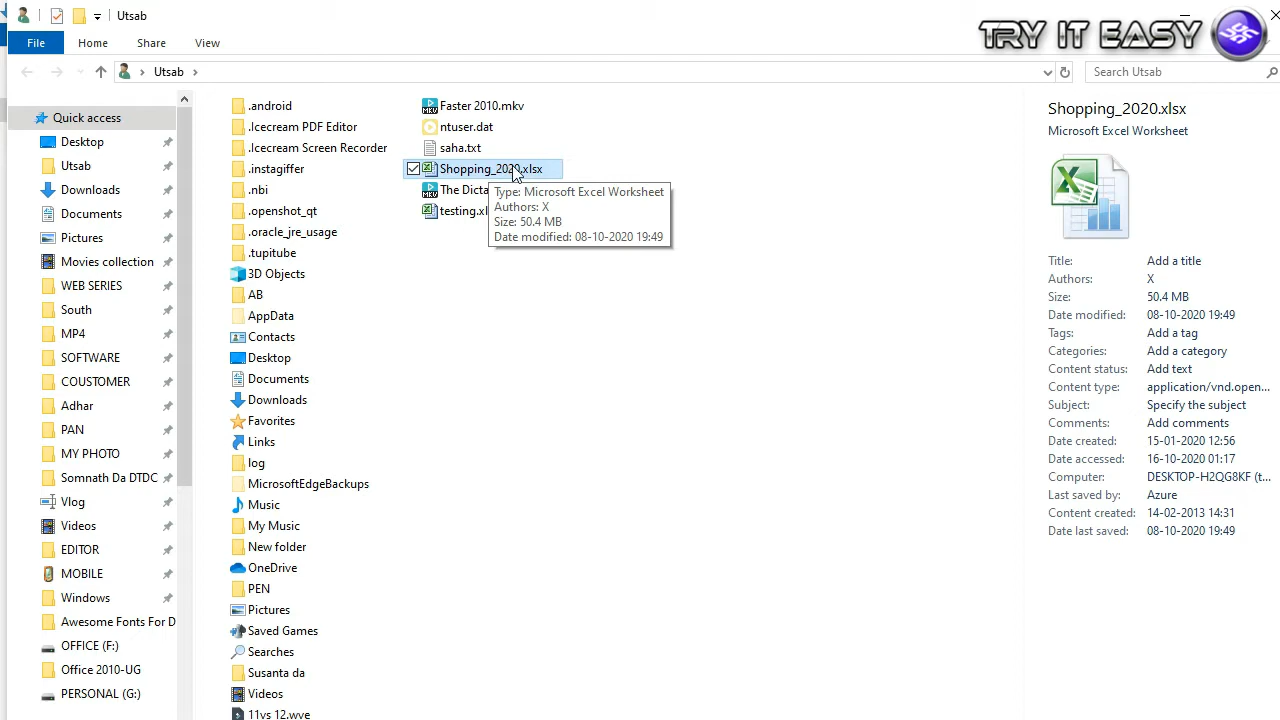 Utsab
TRY IT EASY
File Home Share View
Utsab
Search Utsab
Quick access
Desktop
Utsab
Downloads
Documents
Pictures
Movies collection
WEB SERIES
South
MP4
SOFTWARE
COUSTOMER
Adhar
PAN
MY PHOTO
Somnath Da DTDC
Vlog
Videos
EDITOR
MOBILE
Windows
Awesome Fonts For D
OFFICE (F:)
Office 2010-UG
PERSONAL (G:)
.android
.Icecream PDF Editor
.Icecream Screen Recorder
.instagiffer
.nbi
.openshot_qt
.oracle_jre_usage
.tupitube
3D Objects
AB
AppData
Contacts
Desktop
Documents
Downloads
Favorites
Links
log
MicrosoftEdgeBackups
Music
My Music
New folder
OneDrive
PEN
Pictures
Saved Games
Searches
Susanta da
Videos
11vs 12.wve
Faster 2010.mkv
ntuser.dat
saha.txt
Shopping_2020.xlsx
The Dicta
testing.xl
Type: Microsoft Excel Worksheet
Authors: X
Size: 50.4 MB
Date modified: 08-10-2020 19:49
Shopping_2020.xlsx
Microsoft Excel Worksheet
Title: Add a title
Authors: X
Size: 50.4 MB
Date modified: 08-10-2020 19:49
Tags: Add a tag
Categories: Add a category
Content status: Add text
Content type: application/vnd.open...
Subject: Specify the subject
Comments: Add comments
Date created: 15-01-2020 12:56
Date accessed: 16-10-2020 01:17
Computer: DESKTOP-H2QG8KF (t...
Last saved by: Azure
Content created: 14-02-2013 14:31
Date last saved: 08-10-2020 19:49